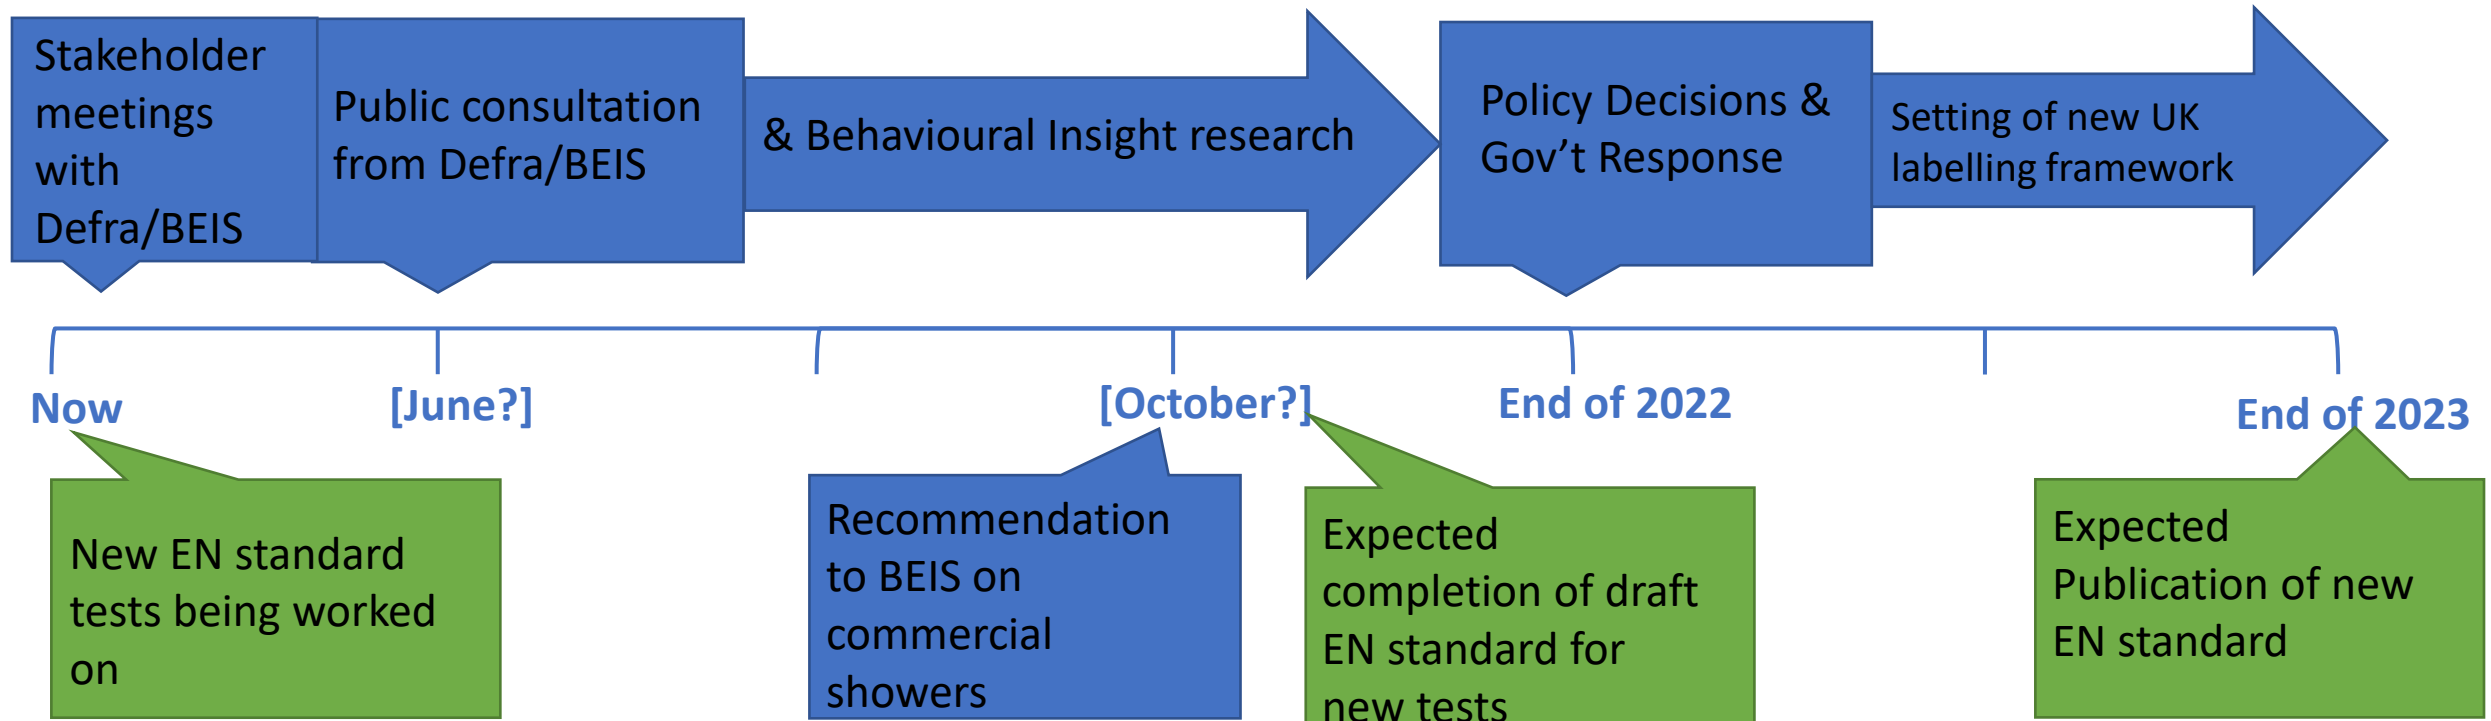 Stakeholder
meetings
with
Defra/BEIS
Public consultation
from Defra/BEIS
& Behavioural Insight research
Policy Decisions &
Gov’t Response
Setting of new UK
labelling framework
Now
[June?]
[October?]
End of 2022
End of 2023
New EN standard
tests being worked
on
Recommendation
to BEIS on
commercial
showers
Expected
completion of draft
EN standard for
new tests
Expected
Publication of new
EN standard